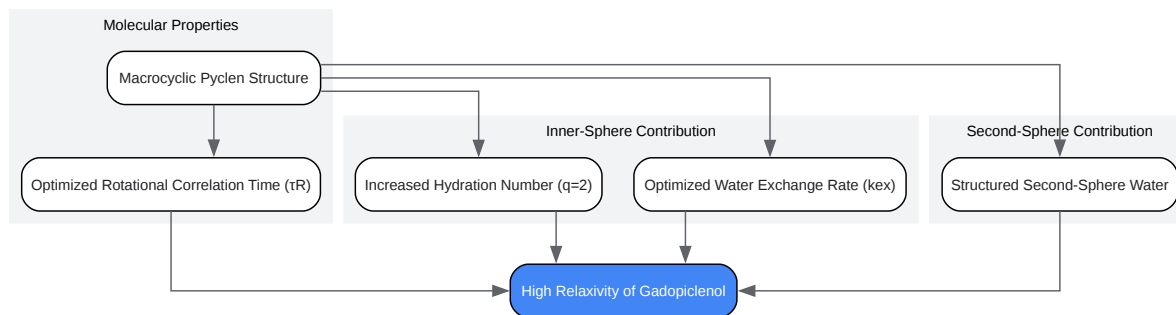 Molecular Properties
Macrocyclic Pyclen Structure
Inner-Sphere Contribution
Second-Sphere Contribution
Optimized Rotational Correlation Time (τR)
Increased Hydration Number (q=2)
Optimized Water Exchange Rate (kex)
Structured Second-Sphere Water
High Relaxivity of Gadopiclenol